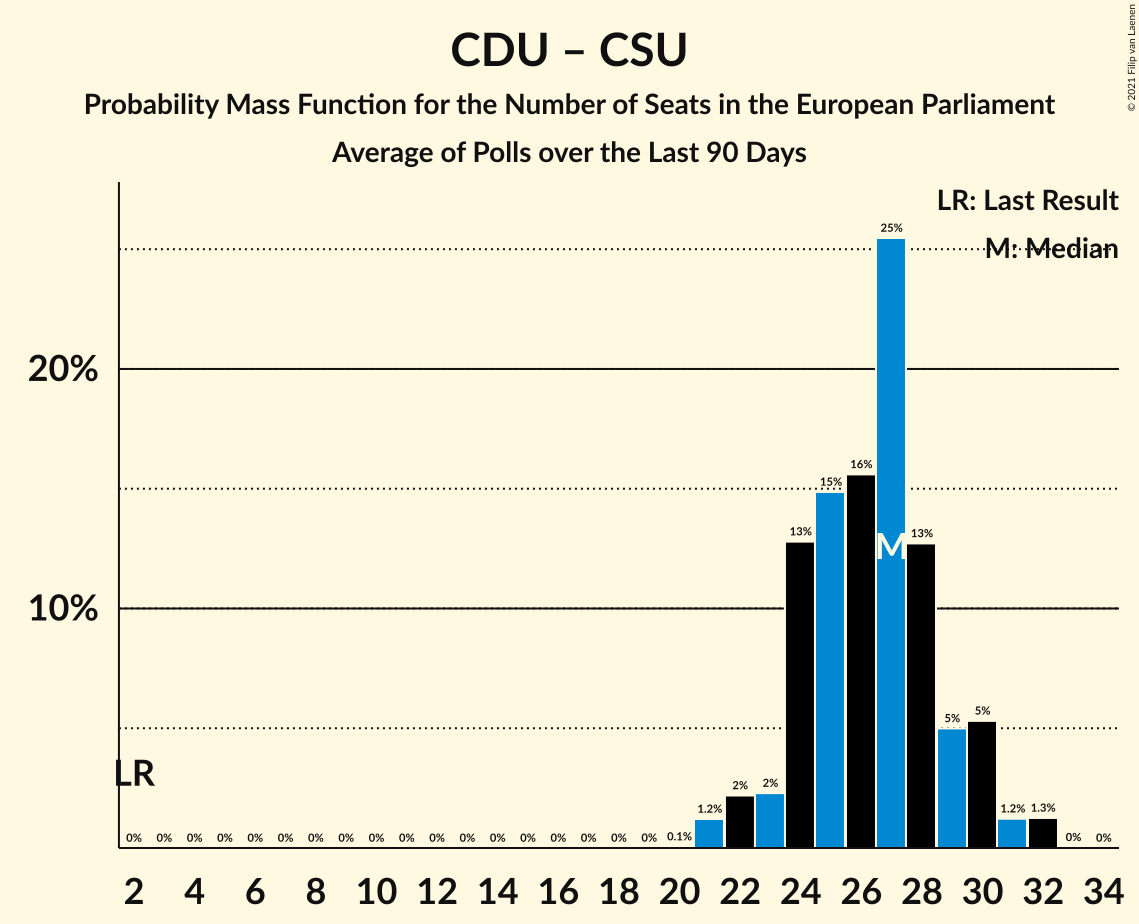 CDU – CSU
Probability Mass Function for the Number of Seats in the European Parliament
Average of Polls over the Last 90 Days
© 2021 Filip van Laenen
LR: Last Result
M: Median
25%
20%
16%
15%
13%
M
13%
10%
5%
5%
LR
2%
2%
1.2%
1.2%
1.3%
0% 0% 0% 0% 0% 0% 0% 0% 0% 0% 0% 0% 0% 0% 0% 0% 0% 0% 0.1% 0% 0%
2 4 6 8 10 12 14 16 18 20 22 24 26 28 30 32 34